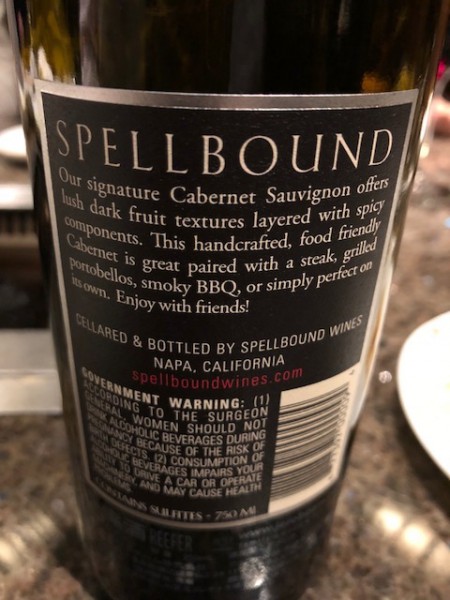 SPELLBOUND
Our signature Cabernet Sauvignon offers
lush dark fruit textures layered with spicy
components. This handcrafted, food friendly
Cabernet is great paired with a steak, grilled
portobellos, smoky BBQ, or simply perfect on
its own. Enjoy with friends!
CELLARED & BOTTLED BY SPELLBOUND WINES
NAPA, CALIFORNIA
spellboundwines.com
GOVERNMENT WARNING: (1)
ACCORDING TO THE SURGEON
GENERAL, WOMEN SHOULD NOT
DRINK ALCOHOLIC BEVERAGES DURING
PREGNANCY BECAUSE OF THE RISK OF
BIRTH DEFECTS. (2) CONSUMPTION OF
ALCOHOLIC BEVERAGES IMPAIRS YOUR
ABILITY TO DRIVE A CAR OR OPERATE
MACHINERY, AND MAY CAUSE HEALTH
CONTAINS SULFITES - 750 ML